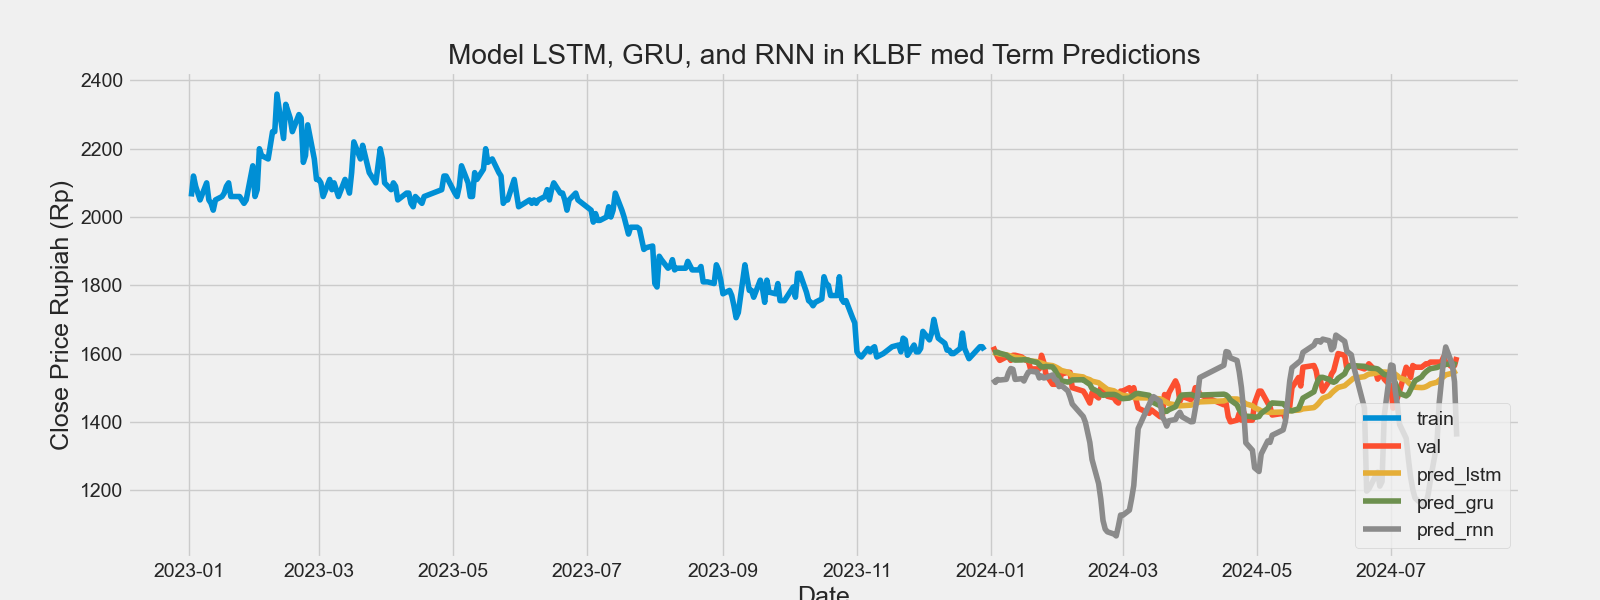 Model LSTM, GRU, and RNN in KLBF med Term Predictions
Close Price Rupiah (Rp)
2400
2200
2000
1800
1600
1400
1200
train
val
pred_lstm
pred_gru
pred_rnn
2023-01 2023-03 2023-05 2023-07 2023-09 2023-11 2024-01 2024-03 2024-05 2024-07
Date